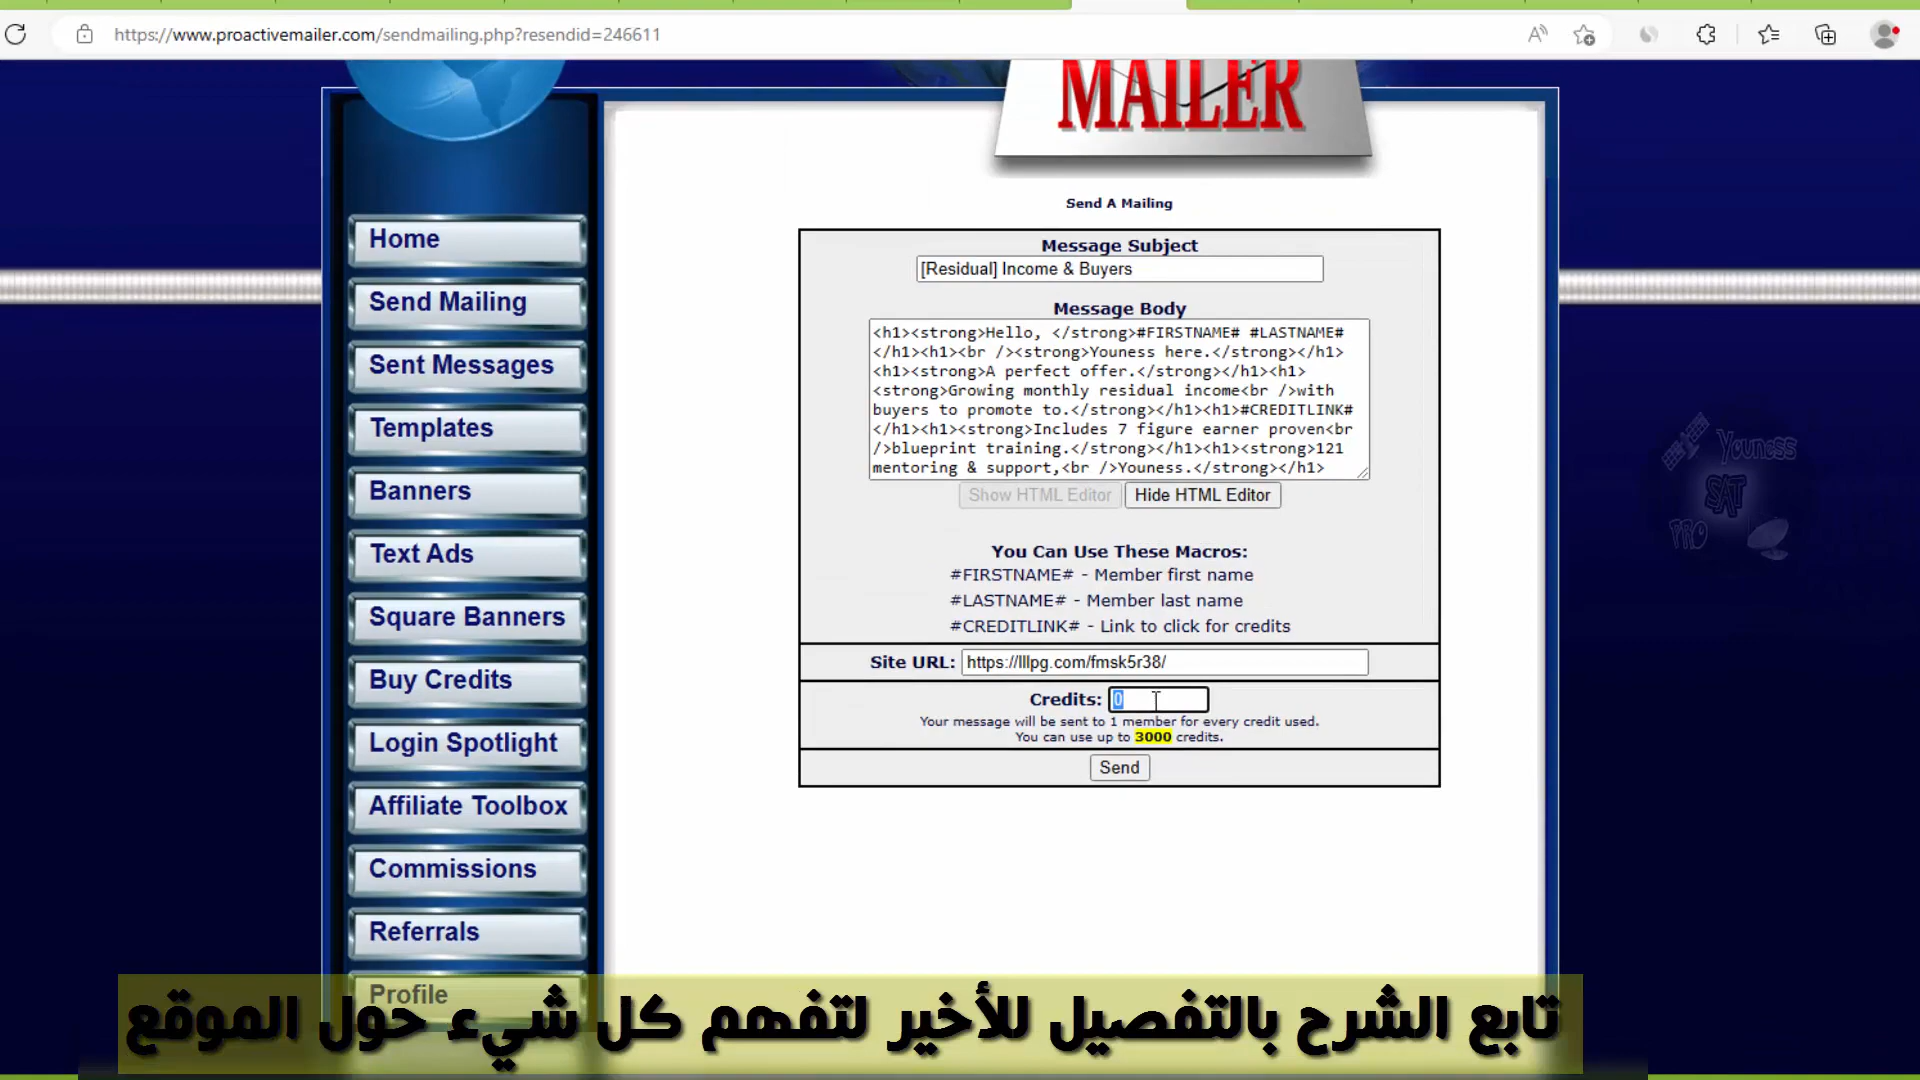 https://www.proactivemailer.com/sendmailing.php?resendid=246611
MAILER
Home
Send Mailing
Sent Messages
Templates
Banners
Text Ads
Square Banners
Buy Credits
Login Spotlight
Affiliate Toolbox
Commissions
Referrals
Profile
Send A Mailing
Message Subject
[Residual] Income & Buyers
Message Body
<h1><strong>Hello, </strong>#FIRSTNAME# #LASTNAME#
</h1><h1><br /><strong>Youness here.</strong></h1>
<h1><strong>A perfect offer.</strong></h1><h1>
<strong>Growing monthly residual income<br />with
buyers to promote to.</strong></h1><h1>#CREDITLINK#
</h1><h1><strong>Includes 7 figure earner proven<br
/>blueprint training.</strong></h1><h1><strong>121
mentoring & support,<br />Youness.</strong></h1>
Show HTML Editor Hide HTML Editor
You Can Use These Macros:
#FIRSTNAME# - Member first name
#LASTNAME# - Member last name
#CREDITLINK# - Link to click for credits
Site URL: https://lllpg.com/fmsk5r38/
Credits: 0
Your message will be sent to 1 member for every credit used.
You can use up to 3000 credits.
Send
Youness
SAT
PRO
تابع الشرح بالتفصيل للأخير لتفهم كل شيء حول الموقع